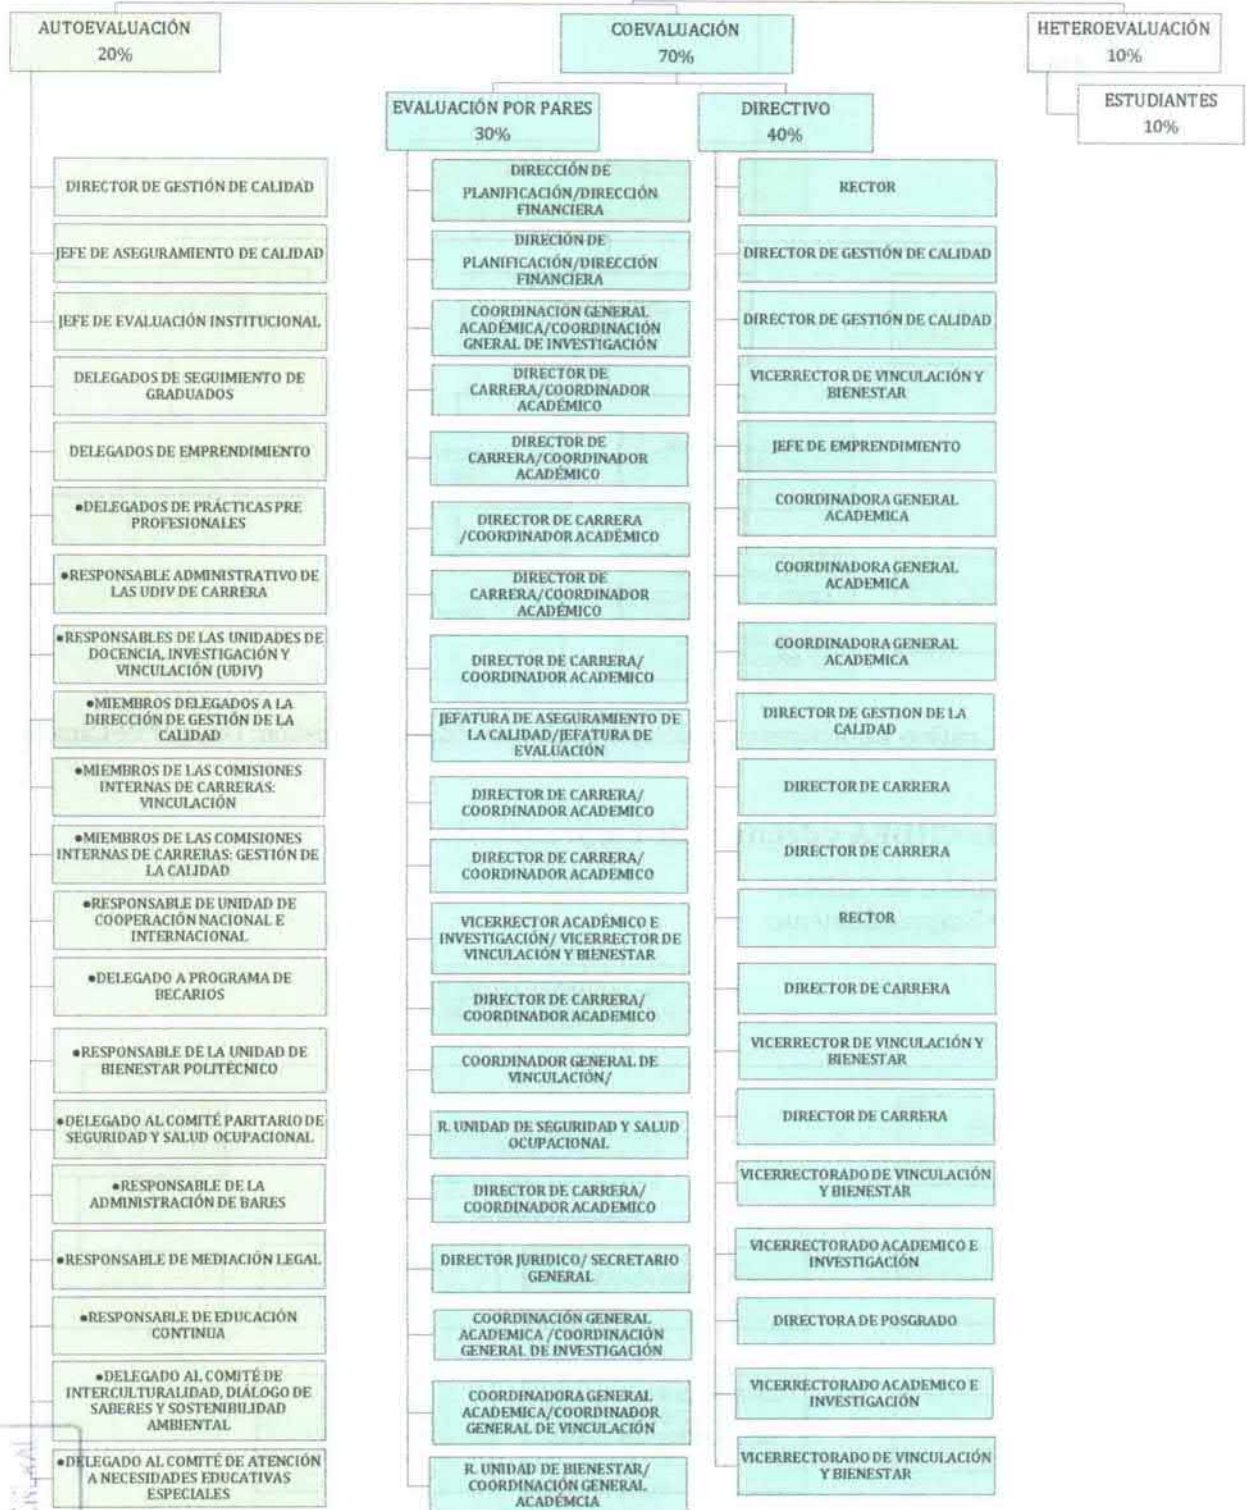 AUTOEVALUACIÓN
20%
COEVALUACIÓN
70%
HETEROEVALUACIÓN
10%
ESTUDIANTES
10%
EVALUACIÓN POR PARES
30%
DIRECTIVO
40%
DIRECTOR DE GESTIÓN DE CALIDAD
JEFE DE ASEGURAMIENTO DE CALIDAD
JEFE DE EVALUACIÓN INSTITUCIONAL
DELEGADOS DE SEGUIMIENTO DE
GRADUADOS
DELEGADOS DE EMPRENDIMIENTO
•DELEGADOS DE PRÁCTICAS PRE
PROFESIONALES
•RESPONSABLE ADMINISTRATIVO DE
LAS UDIV DE CARRERA
•RESPONSABLES DE LAS UNIDADES DE
DOCENCIA, INVESTIGACIÓN Y
VINCULACIÓN (UDIV)
•MIEMBROS DELEGADOS A LA
DIRECCIÓN DE GESTIÓN DE LA
CALIDAD
•MIEMBROS DE LAS COMISIONES
INTERNAS DE CARRERAS:
VINCULACIÓN
•MIEMBROS DE LAS COMISIONES
INTERNAS DE CARRERAS: GESTIÓN DE
LA CALIDAD
•RESPONSABLE DE UNIDAD DE
COOPERACIÓN NACIONAL E
INTERNACIONAL
•DELEGADO A PROGRAMA DE
BECARIOS
•RESPONSABLE DE LA UNIDAD DE
BIENESTAR POLITÉCNICO
•DELEGADO AL COMITÉ PARITARIO DE
SEGURIDAD Y SALUD OCUPACIONAL
•RESPONSABLE DE LA
ADMINISTRACIÓN DE BARES
•RESPONSABLE DE MEDIACIÓN LEGAL
•RESPONSABLE DE EDUCACIÓN
CONTINUA
•DELEGADO AL COMITÉ DE
INTERCULTURALIDAD, DIÁLOGO DE
SABERES Y SOSTENIBILIDAD
AMBIENTAL
•DELEGADO AL COMITÉ DE ATENCIÓN
A NECESIDADES EDUCATIVAS
ESPECIALES
DIRECCIÓN DE
PLANIFICACIÓN/DIRECCIÓN
FINANCIERA
DIRECIÓN DE
PLANIFICACIÓN/DIRECCIÓN
FINANCIERA
COORDINACIÓN GENERAL
ACADÉMICA/COORDINACIÓN
GNERAL DE INVESTIGACIÓN
DIRECTOR DE
CARRERA/COORDINADOR
ACADÉMICO
DIRECTOR DE
CARRERA/COORDINADOR
ACADÉMICO
DIRECTOR DE CARRERA
/COORDINADOR ACADÉMICO
DIRECTOR DE
CARRERA/COORDINADOR
ACADÉMICO
DIRECTOR DE CARRERA/
COORDINADOR ACADEMICO
JEFATURA DE ASEGURAMIENTO DE
LA CALIDAD/JEFATURA DE
EVALUACIÓN
DIRECTOR DE CARRERA/
COORDINADOR ACADEMICO
DIRECTOR DE CARRERA/
COORDINADOR ACADEMICO
VICERRECTOR ACADÉMICO E
INVESTIGACIÓN/ VICERRECTOR DE
VINCULACIÓN Y BIENESTAR
DIRECTOR DE CARRERA/
COORDINADOR ACADEMICO
COORDINADOR GENERAL DE
VINCULACIÓN/
R. UNIDAD DE SEGURIDAD Y SALUD
OCUPACIONAL
DIRECTOR DE CARRERA/
COORDINADOR ACADEMICO
DIRECTOR JURIDICO/ SECRETARIO
GENERAL
COORDINACIÓN GENERAL
ACADEMICA /COORDINACIÓN
GENERAL DE INVESTIGACIÓN
COORDINADORA GENERAL
ACADEMICA/COORDINADOR
GENERAL DE VINCULACIÓN
R. UNIDAD DE BIENESTAR/
COORDINACIÓN GENERAL
ACADÉMCIA
RECTOR
DIRECTOR DE GESTIÓN DE CALIDAD
DIRECTOR DE GESTIÓN DE CALIDAD
VICERRECTOR DE VINCULACIÓN Y
BIENESTAR
JEFE DE EMPRENDIMIENTO
COORDINADORA GENERAL
ACADEMICA
COORDINADORA GENERAL
ACADEMICA
COORDINADORA GENERAL
ACADEMICA
DIRECTOR DE GESTION DE LA
CALIDAD
DIRECTOR DE CARRERA
DIRECTOR DE CARRERA
RECTOR
DIRECTOR DE CARRERA
VICERRECTOR DE VINCULACIÓN Y
BIENESTAR
DIRECTOR DE CARRERA
VICERRECTORADO DE VINCULACIÓN
Y BIENESTAR
VICERRECTORADO ACADEMICO E
INVESTIGACIÓN
DIRECTORA DE POSGRADO
VICERRECTORADO ACADEMICO E
INVESTIGACIÓN
VICERRECTORADO DE VINCULACIÓN
Y BIENESTAR